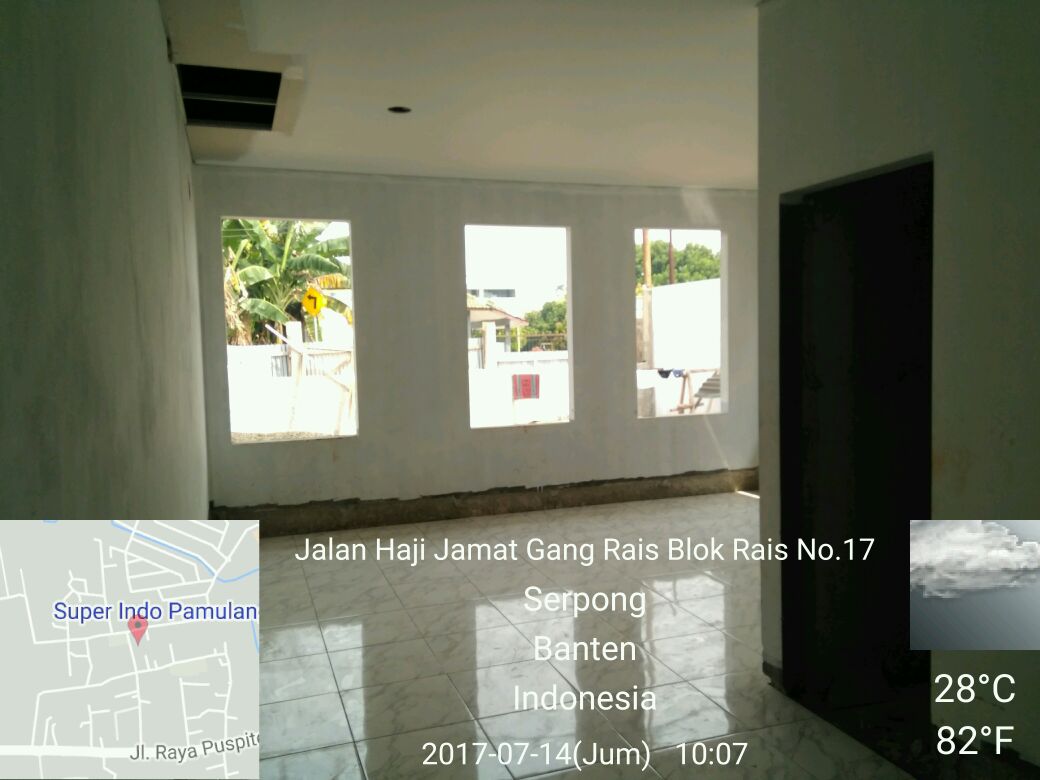 Jalan Haji Jamat Gang Rais Blok Rais No.17
Serpong
Banten
Indonesia
2017-07-14(Jum) 10:07
Super Indo Pamulan
Jl. Raya Puspit
28°C
82°F